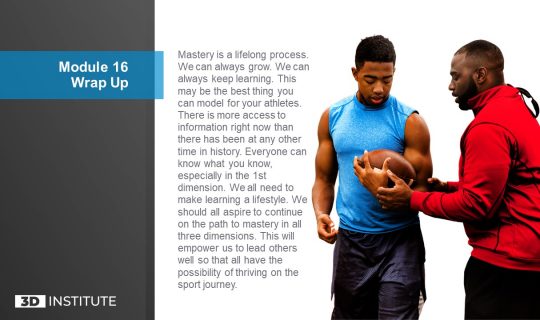 Module 16
Wrap Up
Mastery is a lifelong process.
We can always grow. We can
always keep learning. This
may be the best thing you
can model for your athletes.
There is more access to
information right now than
there has been at any other
time in history. Everyone can
know what you know,
especially in the 1st
dimension. We all need to
make learning a lifestyle. We
should all aspire to continue
on the path to mastery in all
three dimensions. This will
empower us to lead others
well so that all have the
possibility of thriving on the
sport journey.
3D INSTITUTE